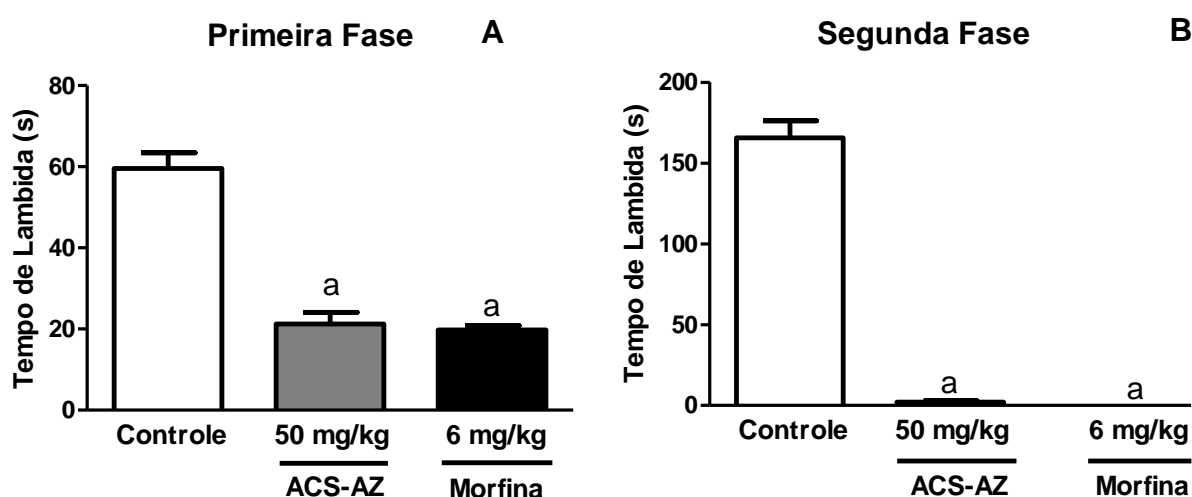 Primeira Fase A
Tempo de Lambida (s)
80
60
40
20
0
a
a
Controle 50 mg/kg 6 mg/kg
ACS-AZ Morfina
Segunda Fase B
Tempo de Lambida (s)
200
150
100
50
0
a
a
Controle 50 mg/kg 6 mg/kg
ACS-AZ Morfina